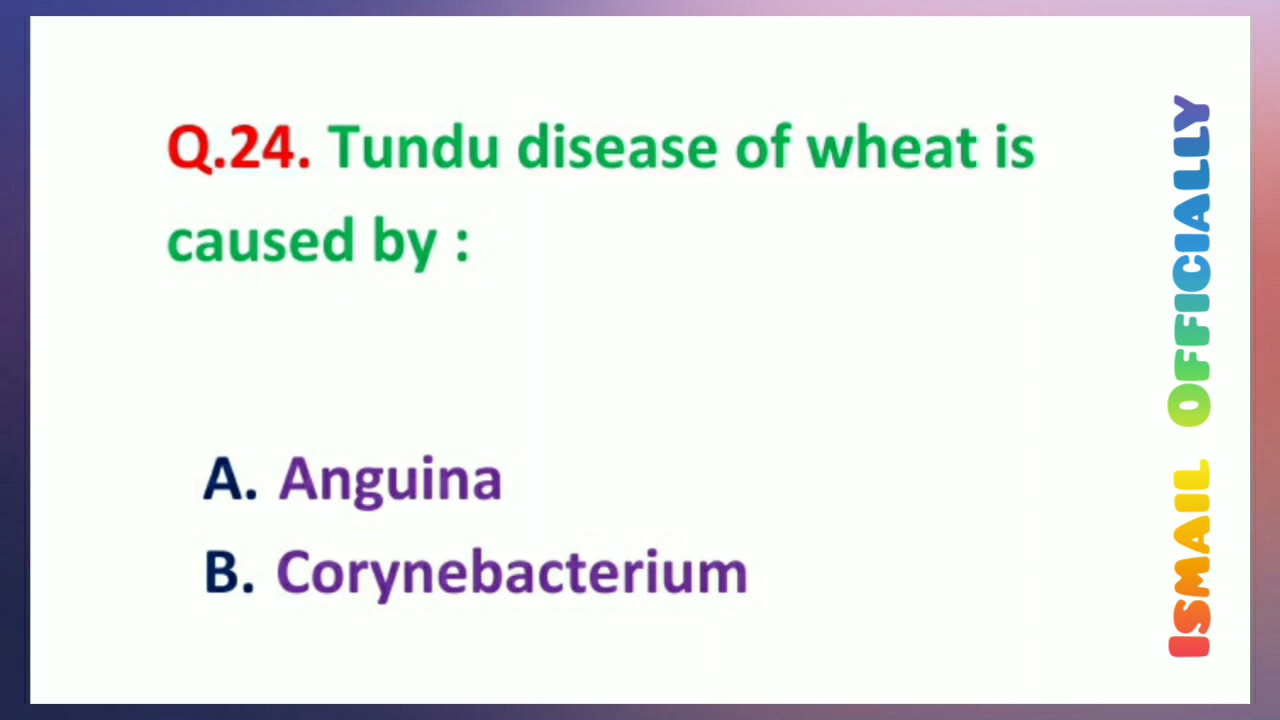 Q.24. Tundu disease of wheat is
caused by :
A. Anguina
B. Corynebacterium
ISMAIL OFFICIALLY